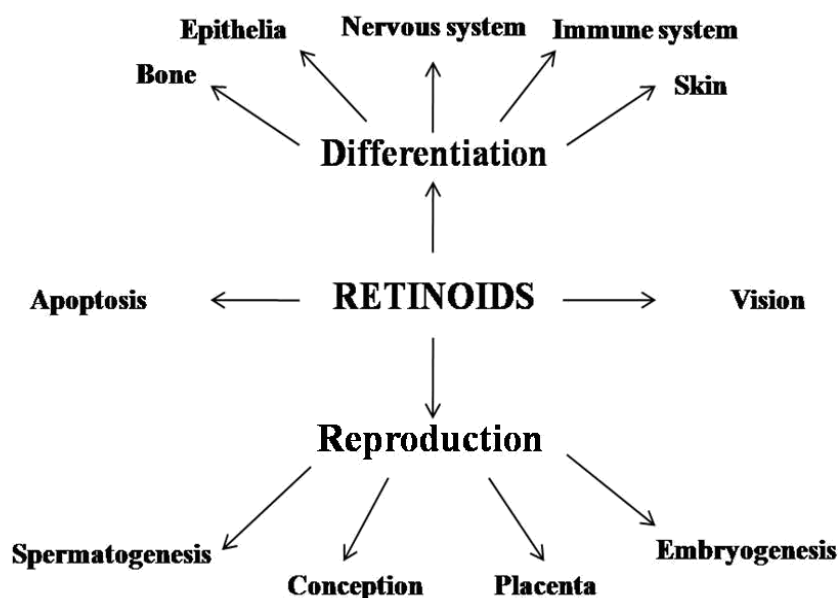 Epithelia
Nervous system
Immune system
Bone
Skin
Differentiation
Apoptosis
RETINOIDS
Vision
Reproduction
Spermatogenesis
Embryogenesis
Conception
Placenta